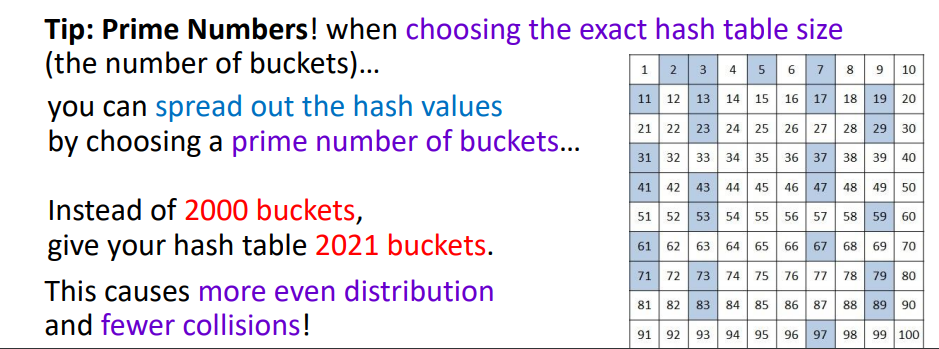 Tip: Prime Numbers! when choosing the exact hash table size
(the number of buckets)...
you can spread out the hash values
by choosing a prime number of buckets...
Instead of 2000 buckets,
give your hash table 2021 buckets.
This causes more even distribution
and fewer collisions!
1 2 3 4 5 6 7 8 9 10
11 12 13 14 15 16 17 18 19 20
21 22 23 24 25 26 27 28 29 30
31 32 33 34 35 36 37 38 39 40
41 42 43 44 45 46 47 48 49 50
51 52 53 54 55 56 57 58 59 60
61 62 63 64 65 66 67 68 69 70
71 72 73 74 75 76 77 78 79 80
81 82 83 84 85 86 87 88 89 90
91 92 93 94 95 96 97 98 99 100